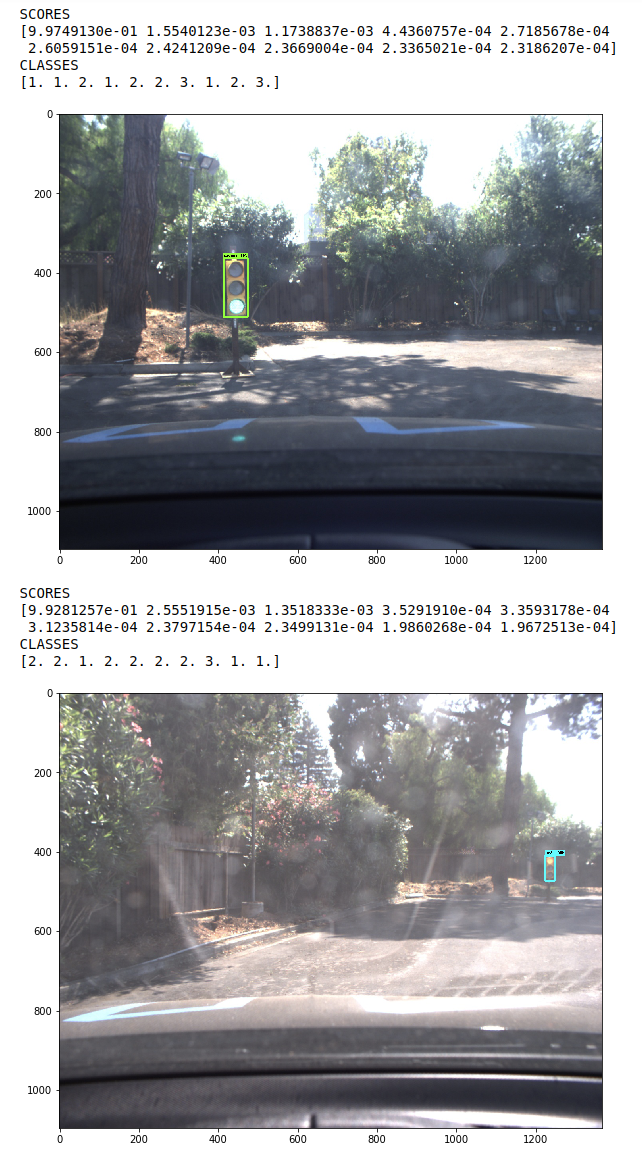 SCORES
[9.9749130e-01 1.5540123e-03 1.1738837e-03 4.4360757e-04 2.7185678e-04
2.6059151e-04 2.4241209e-04 2.3669004e-04 2.3365021e-04 2.3186207e-04]
CLASSES
[1. 1. 2. 1. 2. 2. 3. 1. 2. 3.]
0
200
400
600
800
1000
0 200 400 600 800 1000 1200
SCORES
[9.9281257e-01 2.5551915e-03 1.3518333e-03 3.5291910e-04 3.3593178e-04
3.1235814e-04 2.3797154e-04 2.3499131e-04 1.9860268e-04 1.9672513e-04]
CLASSES
[2. 2. 1. 2. 2. 2. 2. 3. 1. 1.]
0
200
400
600
800
1000
0 200 400 600 800 1000 1200